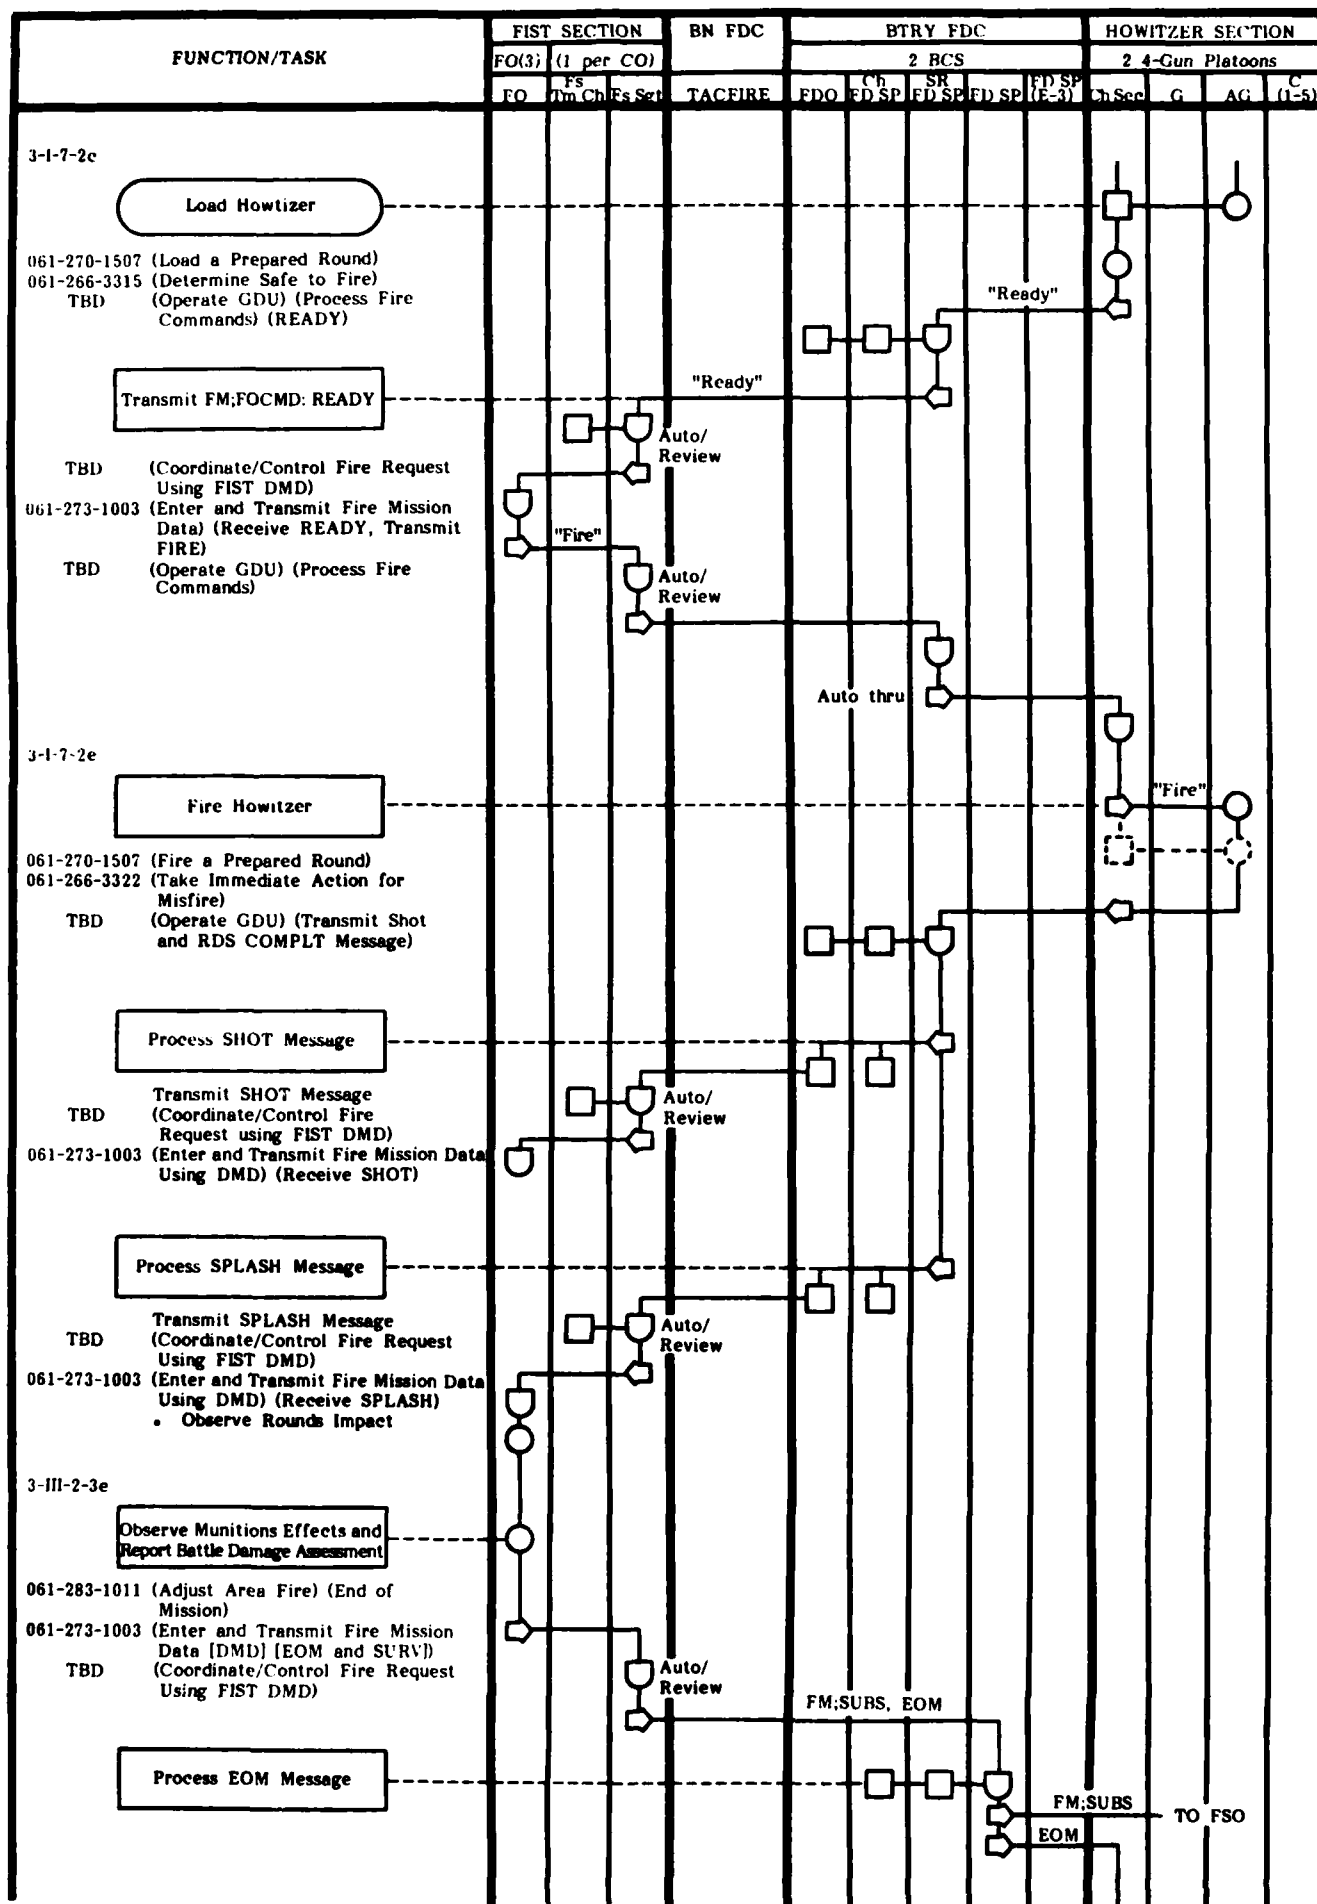 FUNCTION/TASK
FIST SECTION
BN FDC
BTRY FDC
HOWITZER SECTION
FO(3)
(1 per CO)
2 BCS
2 4-Gun Platoons
FO
Fs
Tm Ch
Fs Sgt
TACFIRE
FDO
Ch
FD SP
SR
FD SP
FD SP
FD SP
(E-3)
Ch Sec
G
AG
C
(1-5)
3-I-7-2c
Load Howtizer
061-270-1507 (Load a Prepared Round)
061-266-3315 (Determine Safe to Fire)
TBD (Operate GDU) (Process Fire
Commands) (READY)
"Ready"
Transmit FM;FOCMD: READY
"Ready"
Auto/
Review
TBD (Coordinate/Control Fire Request
Using FIST DMD)
061-273-1003 (Enter and Transmit Fire Mission
Data) (Receive READY, Transmit
FIRE)
"Fire"
TBD (Operate GDU) (Process Fire
Commands)
Auto/
Review
Auto thru
3-I-7-2e
Fire Howitzer
"Fire"
061-270-1507 (Fire a Prepared Round)
061-266-3322 (Take Immediate Action for
Misfire)
TBD (Operate GDU) (Transmit Shot
and RDS COMPLT Message)
Process SHOT Message
Transmit SHOT Message
TBD (Coordinate/Control Fire
Request using FIST DMD)
Auto/
Review
061-273-1003 (Enter and Transmit Fire Mission Data
Using DMD) (Receive SHOT)
Process SPLASH Message
Transmit SPLASH Message
TBD (Coordinate/Control Fire Request
Using FIST DMD)
Auto/
Review
061-273-1003 (Enter and Transmit Fire Mission Data
Using DMD) (Receive SPLASH)
• Observe Rounds Impact
3-III-2-3e
Observe Munitions Effects and
Report Battle Damage Assessment
061-283-1011 (Adjust Area Fire) (End of
Mission)
061-273-1003 (Enter and Transmit Fire Mission
Data [DMD] [EOM and SURV])
TBD (Coordinate/Control Fire Request
Using FIST DMD)
Auto/
Review
FM;SUBS, EOM
Process EOM Message
FM;SUBS
TO FSO
EOM